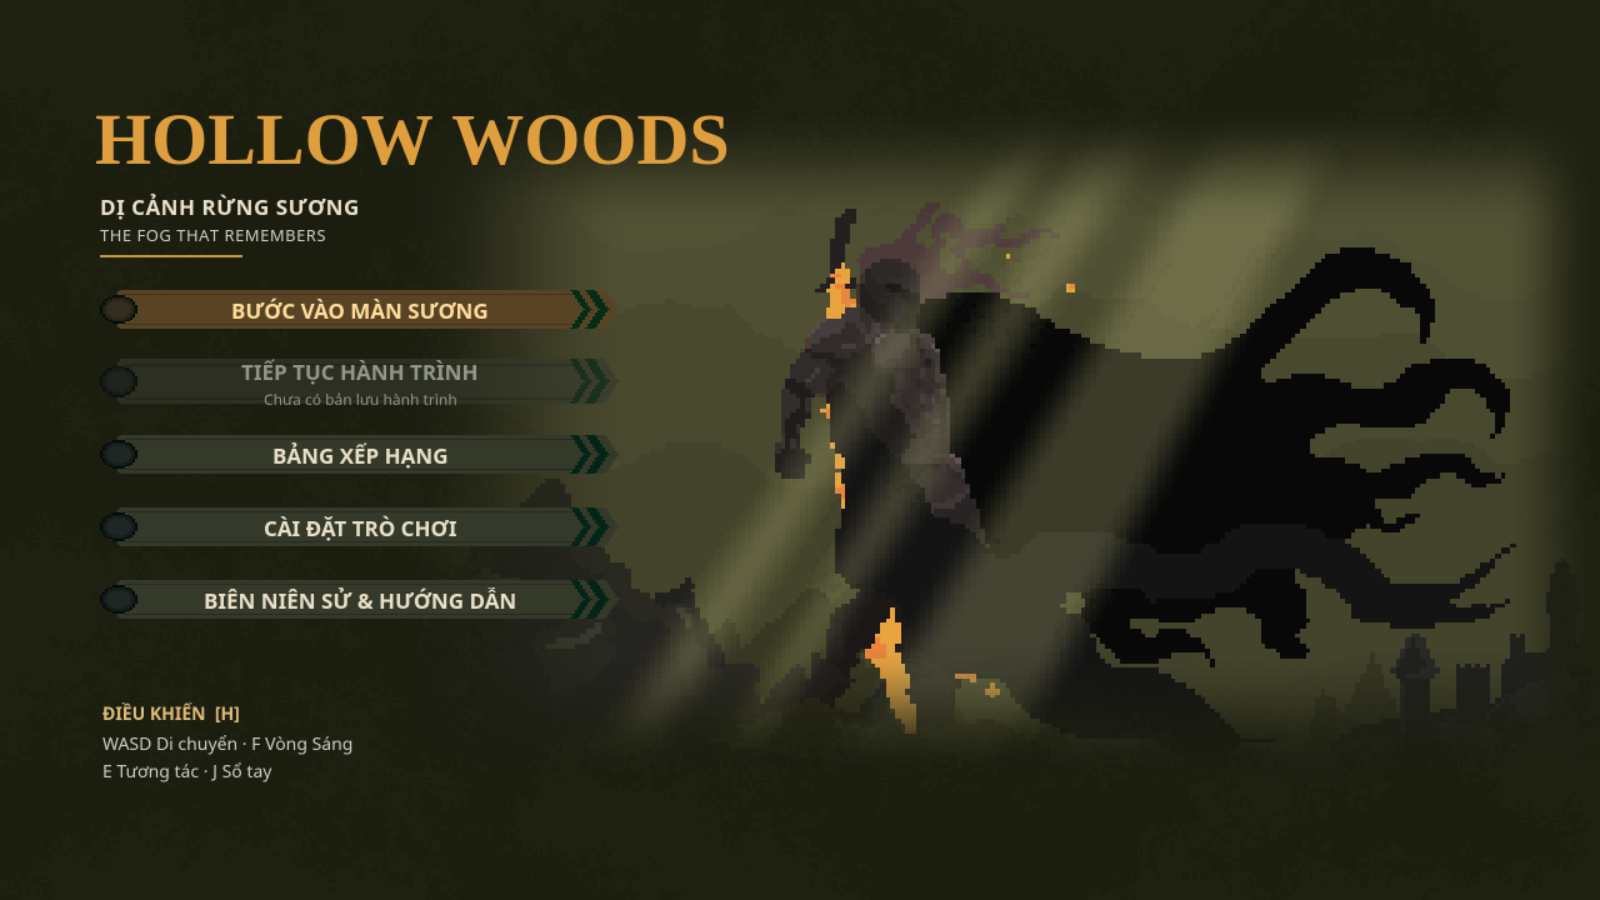 HOLLOW WOODS
DỊ CẢNH RỪNG SƯƠNG
THE FOG THAT REMEMBERS
BƯỚC VÀO MÀN SƯƠNG
TIẾP TỤC HÀNH TRÌNH
Chưa có bản lưu hành trình
BẢNG XẾP HẠNG
CÀI ĐẶT TRÒ CHƠI
BIÊN NIÊN SỬ & HƯỚNG DẪN
ĐIỀU KHIỂN [H]
WASD Di chuyển · F Vòng Sáng
E Tương tác · J Sổ tay